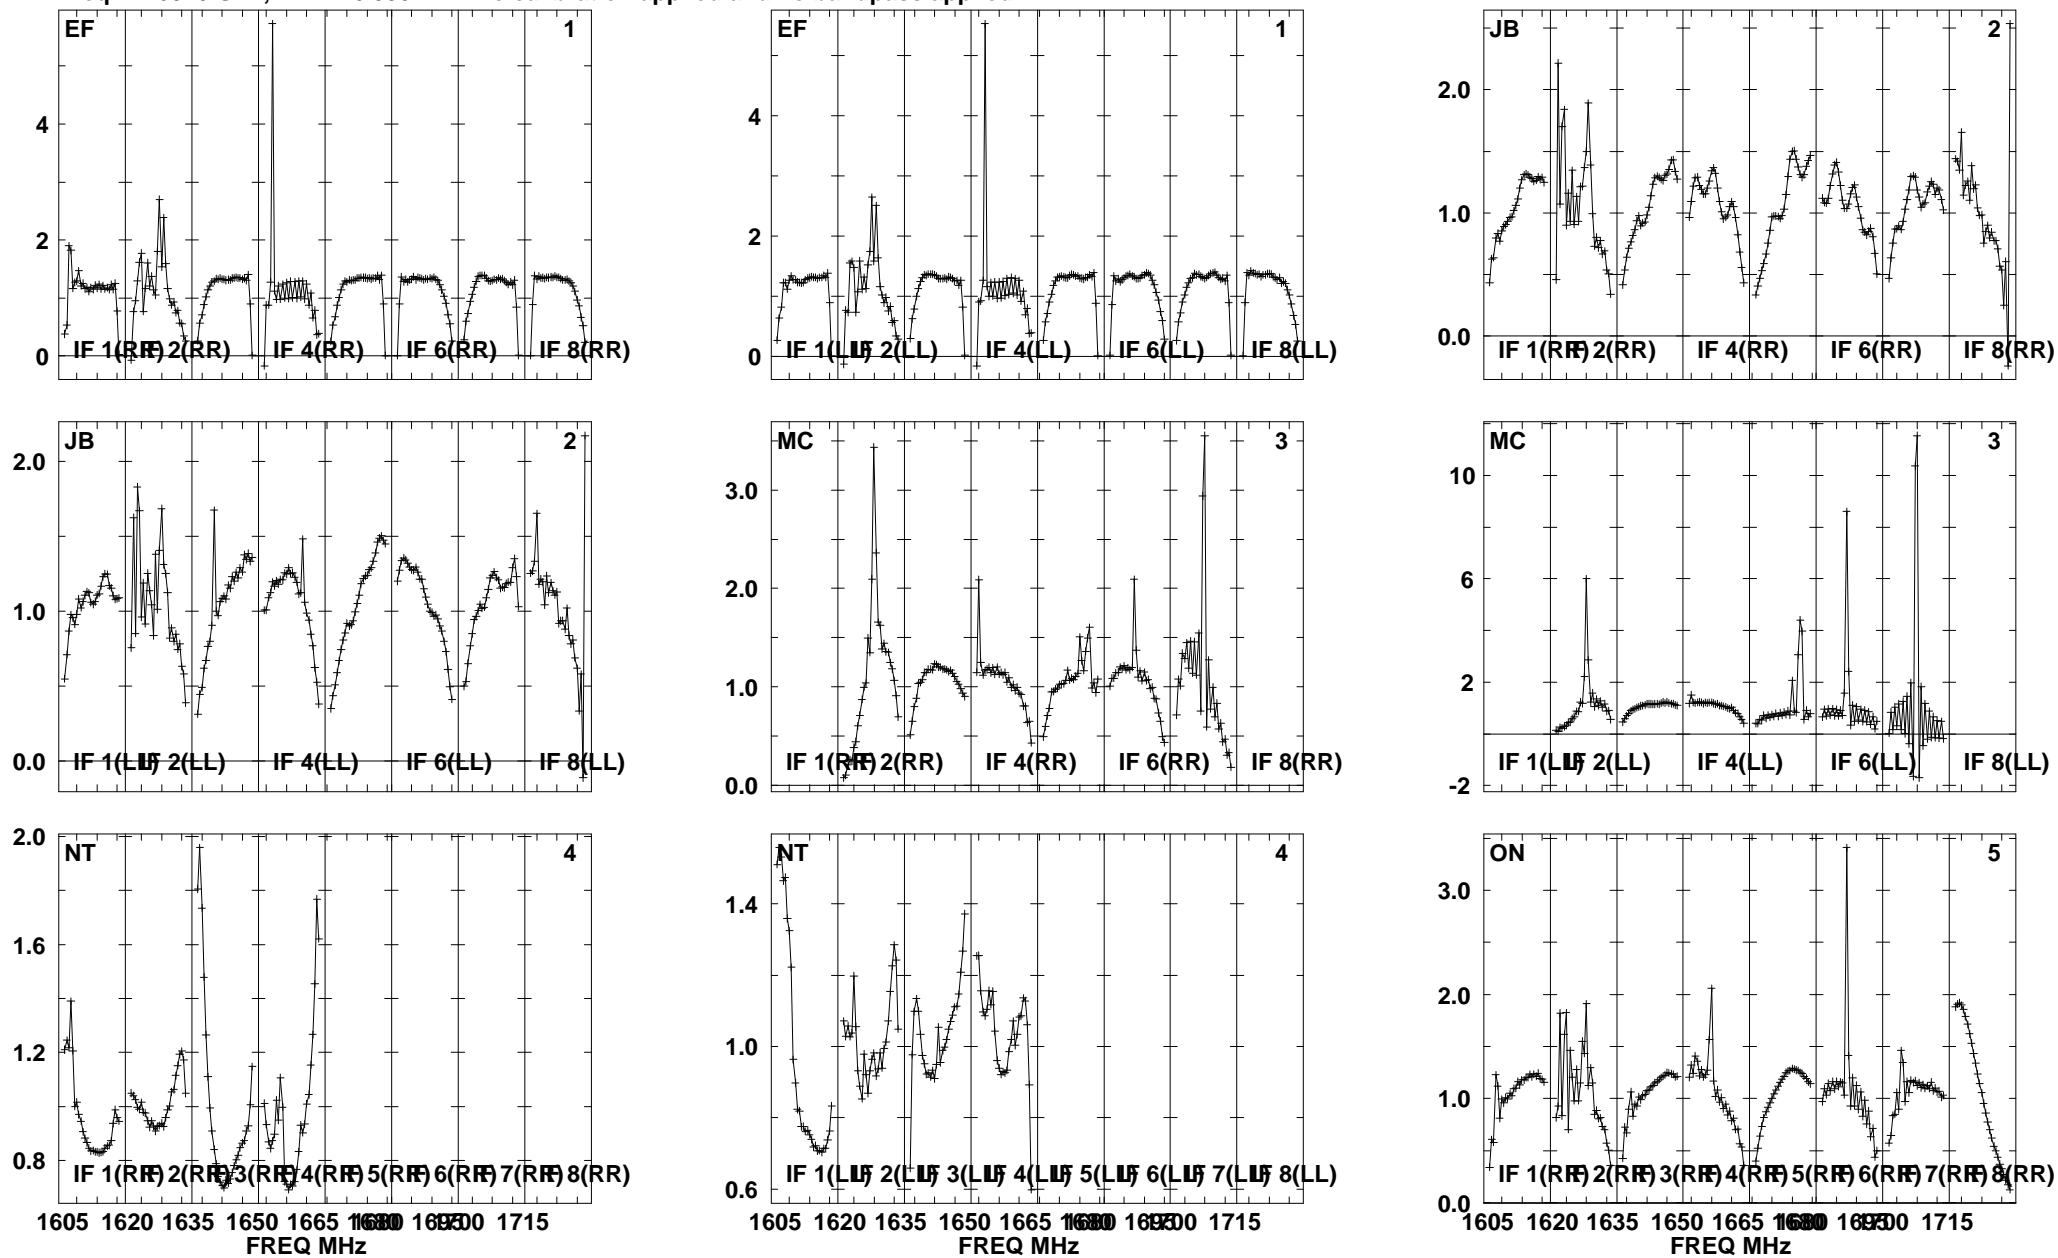 EF 1
EF 1
JB 2
4
2
0
IF 1(RR) IF 2(RR) IF 4(RR) IF 6(RR) IF 8(RR)
4
2
0
IF 1(LL) IF 2(LL) IF 4(LL) IF 6(LL) IF 8(LL)
2.0
1.0
0.0
IF 1(RR) IF 2(RR) IF 4(RR) IF 6(RR) IF 8(RR)
JB 2
MC 3
MC 3
2.0
1.0
0.0
IF 1(LL) IF 2(LL) IF 4(LL) IF 6(LL) IF 8(LL)
3.0
2.0
1.0
0.0
IF 1(RR) IF 2(RR) IF 4(RR) IF 6(RR) IF 8(RR)
10
6
2
-2
IF 1(LL) IF 2(LL) IF 4(LL) IF 6(LL) IF 8(LL)
NT 4
NT 4
ON 5
2.0
1.6
1.2
0.8
IF 1(RR) IF 2(RR) IF 3(RR) IF 4(RR) IF 5(RR) IF 6(RR) IF 7(RR) IF 8(RR)
1605 1620 1635 1650 1665 1680 1695 1700 1715
FREQ MHz
1.4
1.0
0.6
IF 1(LL) IF 2(LL) IF 3(LL) IF 4(LL) IF 5(LL) IF 6(LL) IF 7(LL) IF 8(LL)
1605 1620 1635 1650 1665 1680 1695 1700 1715
FREQ MHz
3.0
2.0
1.0
0.0
IF 1(RR) IF 2(RR) IF 3(RR) IF 4(RR) IF 5(RR) IF 6(RR) IF 7(RR) IF 8(RR)
1605 1620 1635 1650 1665 1680 1695 1700 1715
FREQ MHz